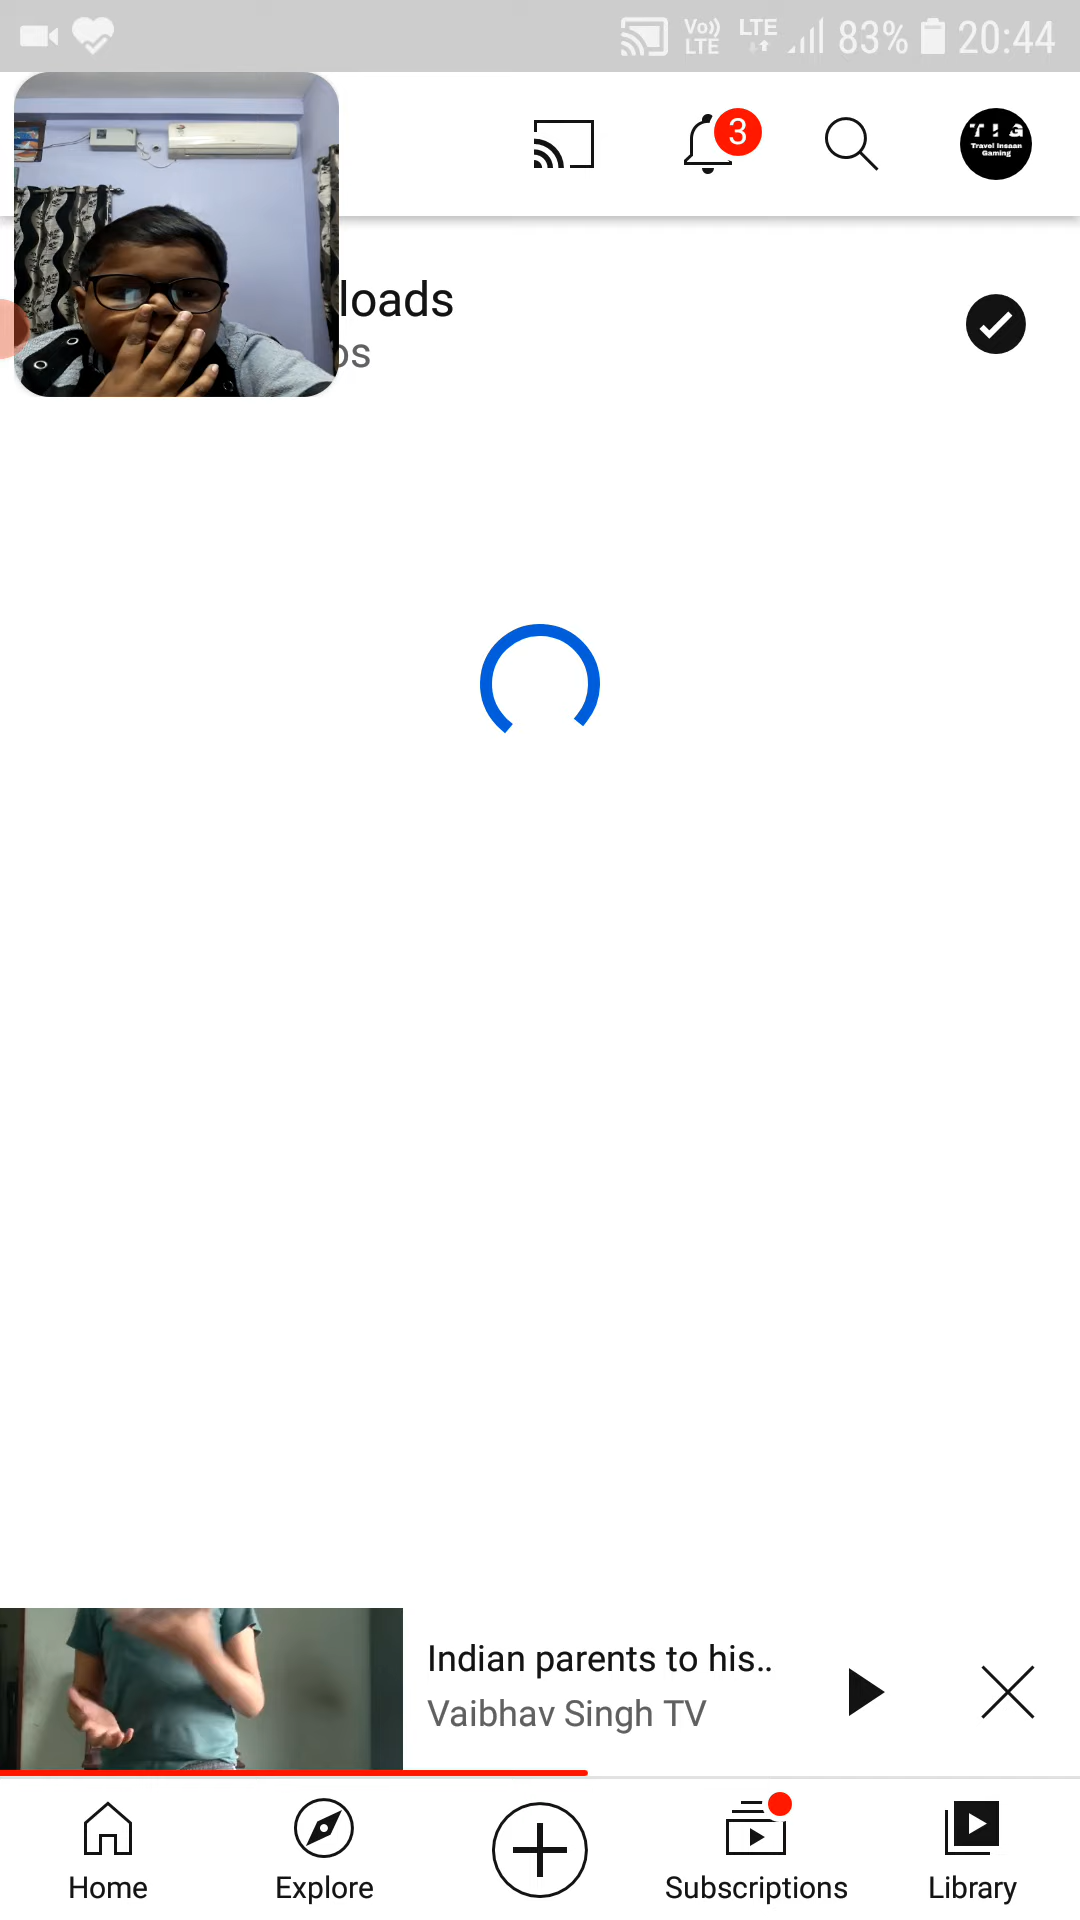 Vo))
LTE
LTE
83%
20:44
3
T I G
Travel Insaan
Gaming
loads
os
Indian parents to his..
Vaibhav Singh TV
Home
Explore
Subscriptions
Library